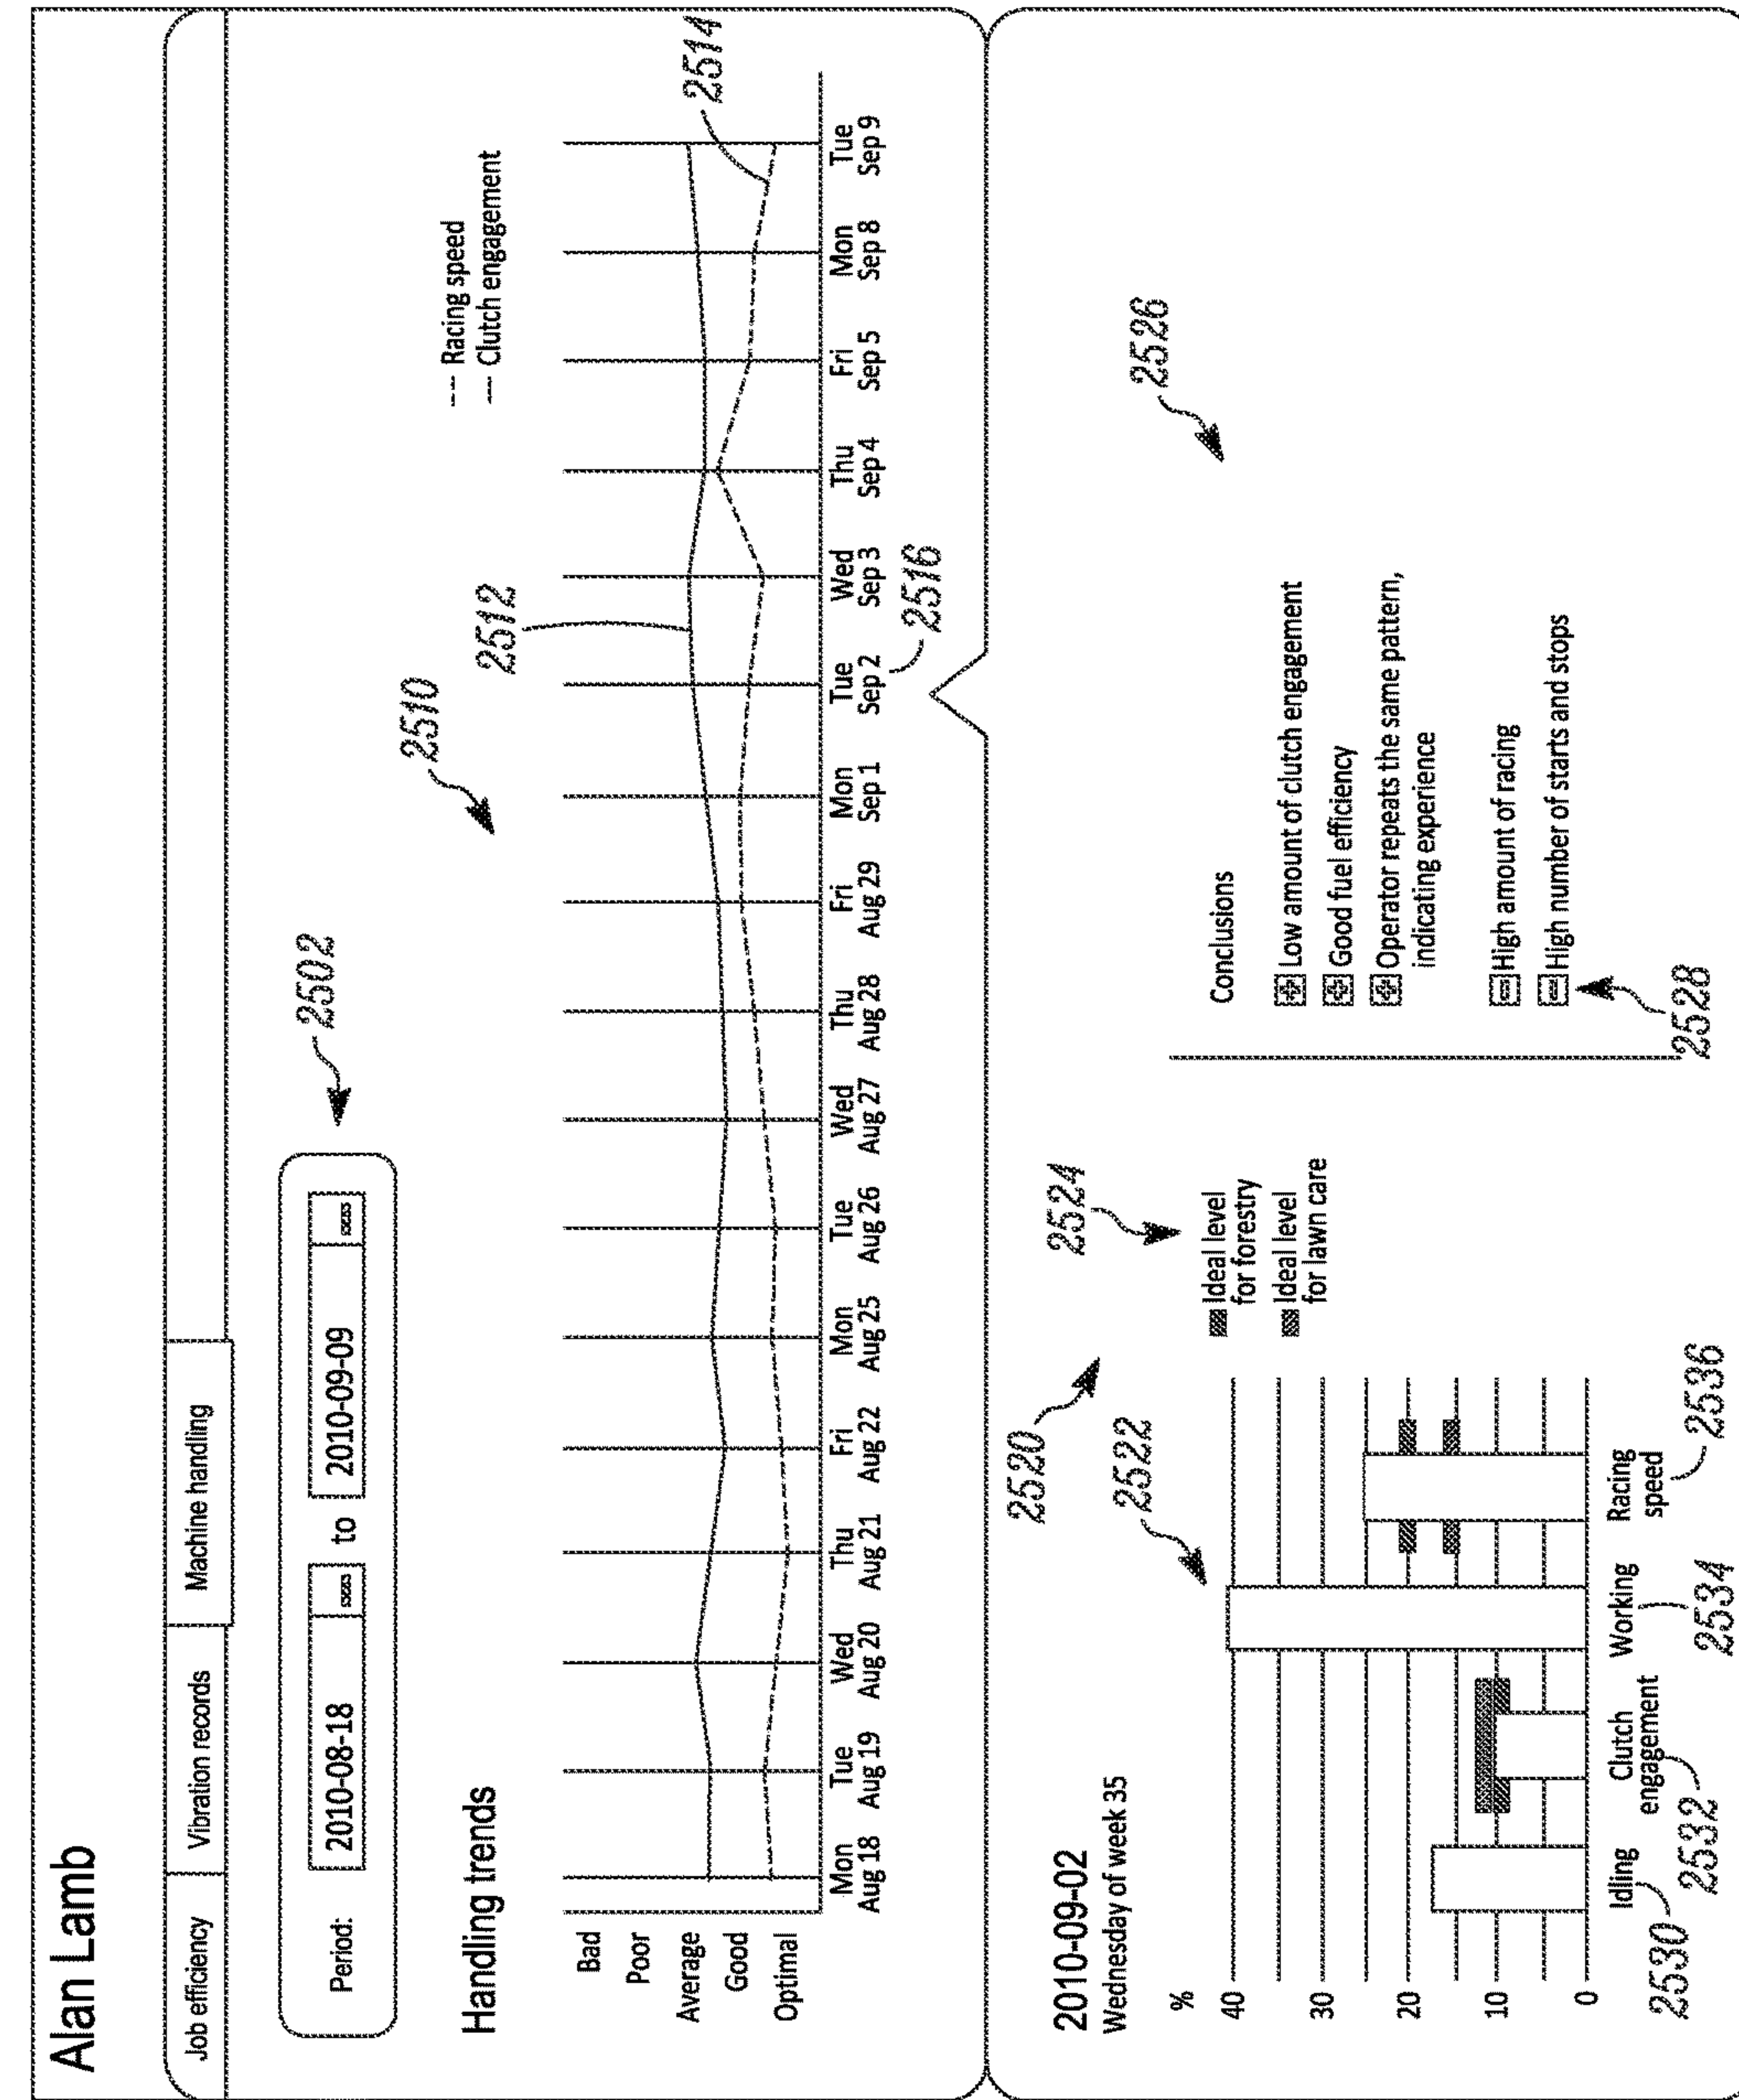 Alan Lamb
Job efficiency
Vibration records
Machine handling
Period:
2010-08-18
to
2010-09-09
2502
Handling trends
2510
2512
--- Racing speed
--- Clutch engagement
2514
Bad
Poor
Average
Good
Optimal
Mon
Aug 18
Tue
Aug 19
Wed
Aug 20
Thu
Aug 21
Fri
Aug 22
Mon
Aug 25
Tue
Aug 26
Wed
Aug 27
Thu
Aug 28
Fri
Aug 29
Mon
Sep 1
Tue
Sep 2
Wed
Sep 3
Thu
Sep 4
Fri
Sep 5
Mon
Sep 8
Tue
Sep 9
2516
2010-09-02
Wednesday of week 35
2520
2522
2524
2526
%
40
30
20
10
0
Idling
Clutch
engagement
Working
Racing
speed
2530
2532
2534
2536
Ideal level
for forestry
Ideal level
for lawn care
Conclusions
Low amount of clutch engagement
Good fuel efficiency
Operator repeats the same pattern,
indicating experience
High amount of racing
High number of starts and stops
2528